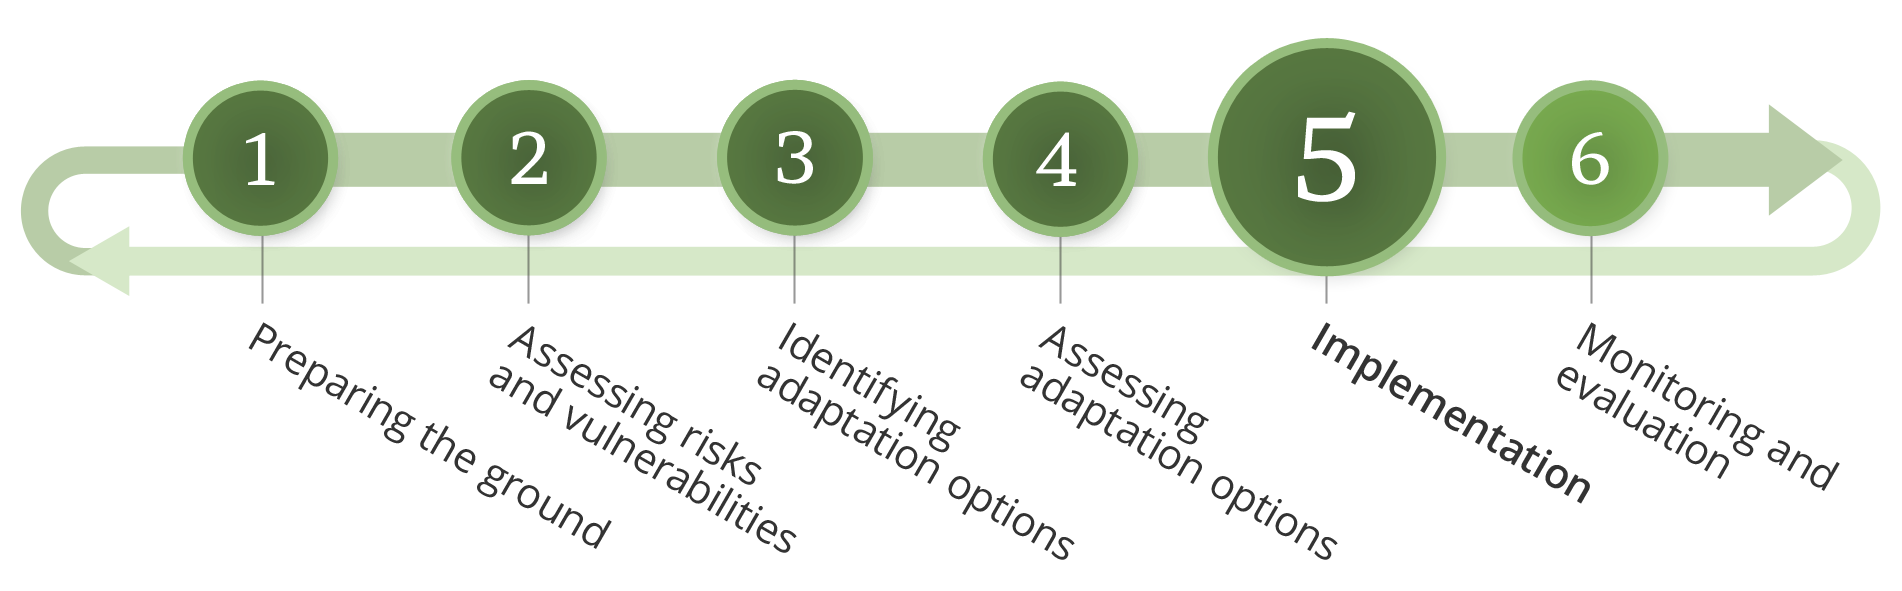 1
2
3
4
5
6
Preparing the ground
Assessing risks
and vulnerabilities
Identifying
adaptation options
Assessing
adaptation options
Implementation
Monitoring and
evaluation